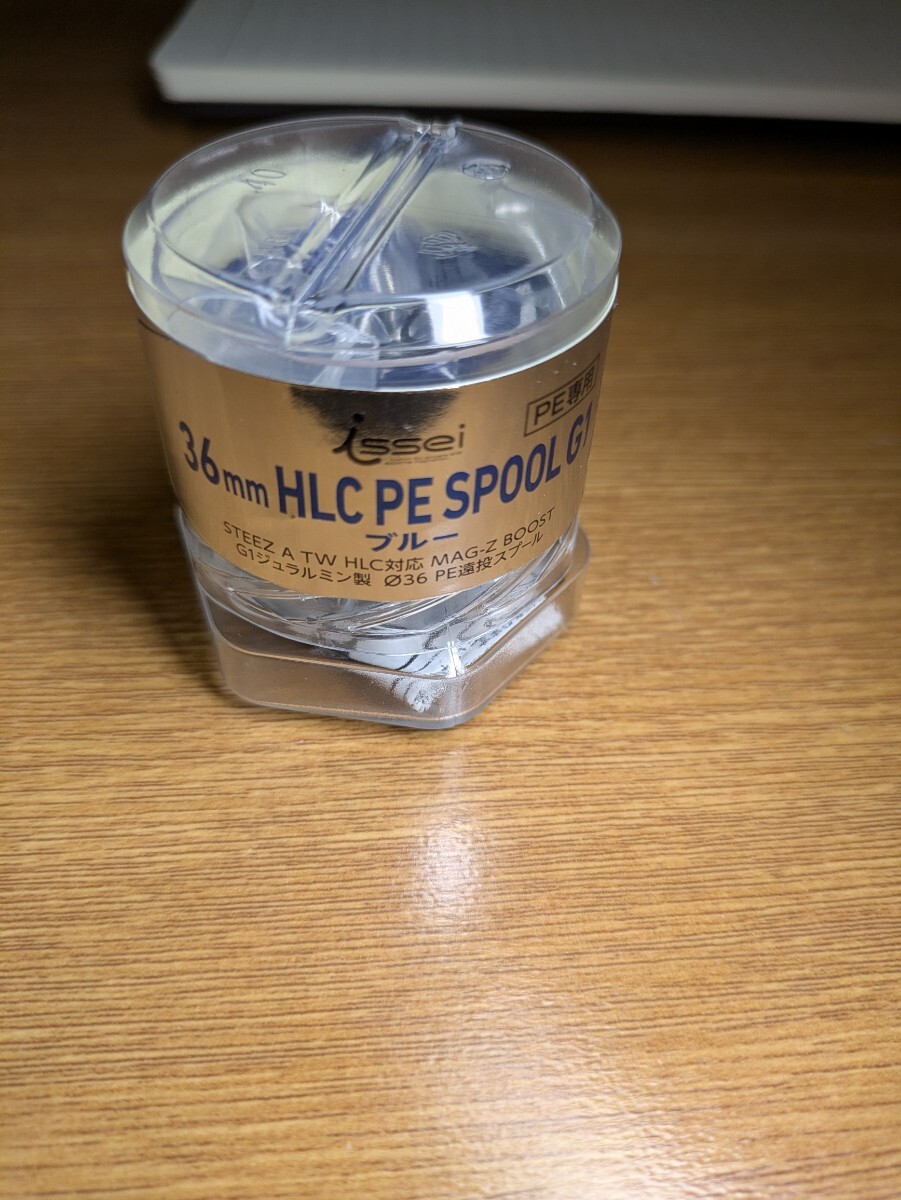 40
issei
PE専用
36mm HLC PE SPOOL G1
ブルー
STEEZ A TW HLC対応 MAG-Z BOOST
G1ジュラルミン製 Ø36 PE遠投スプール